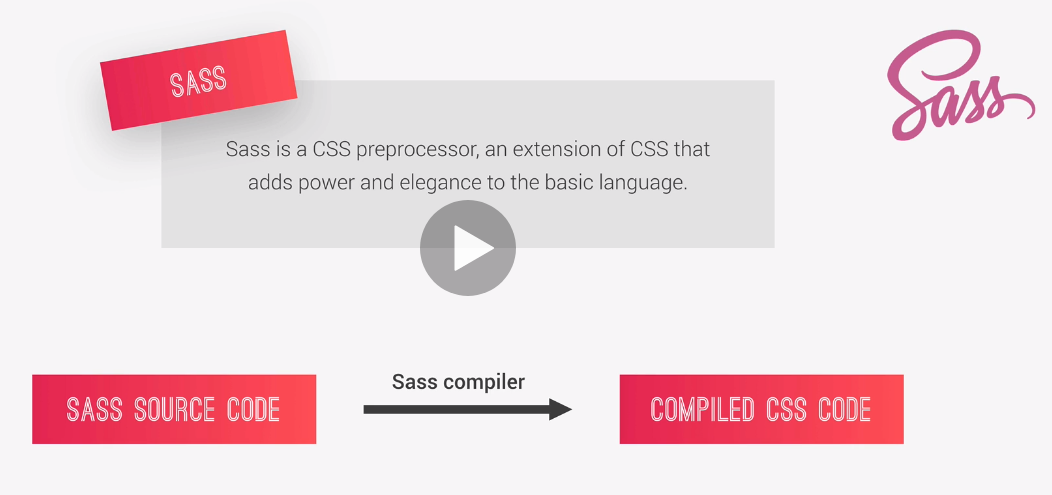 SASS
Sass
Sass is a CSS preprocessor, an extension of CSS that
adds power and elegance to the basic language.
Sass compiler
SASS SOURCE CODE
COMPILED CSS CODE